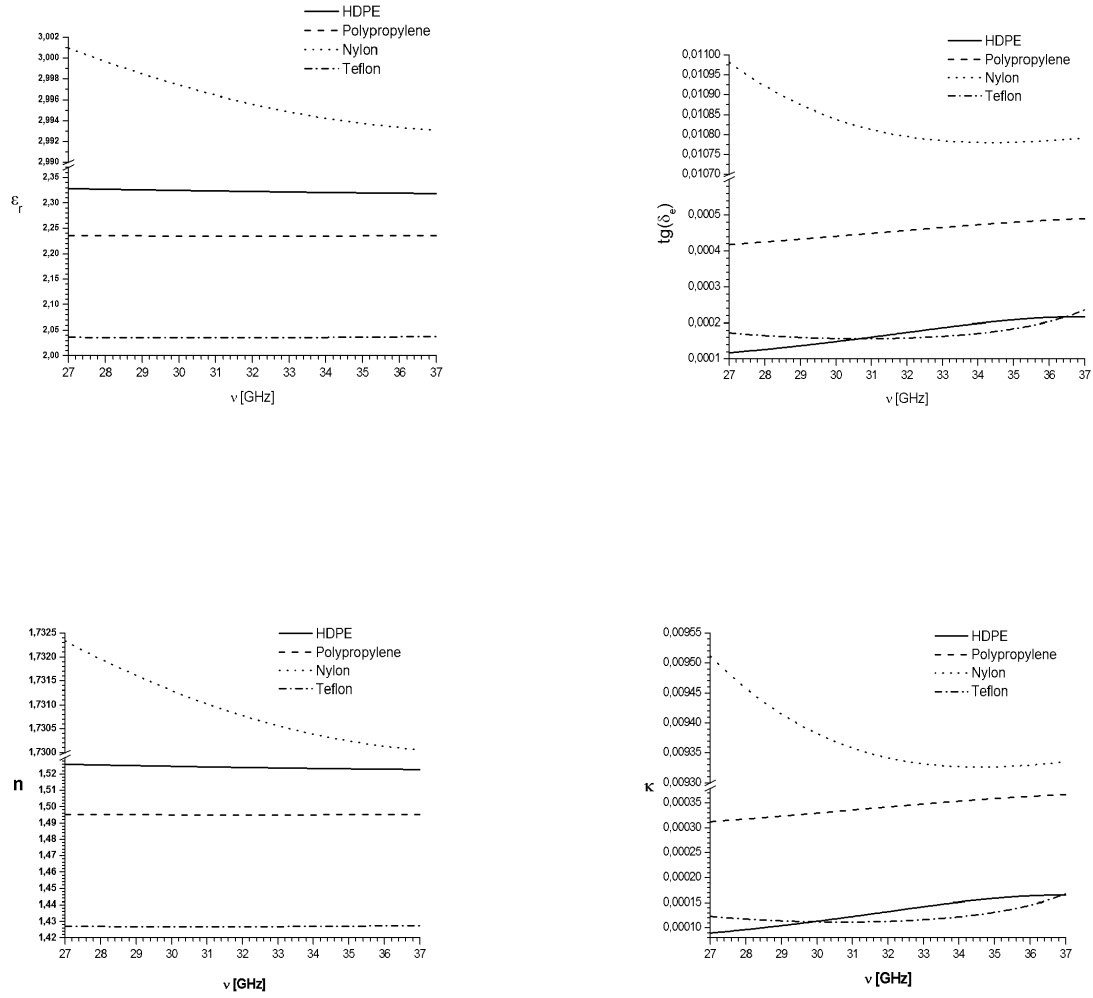 HDPE
Polypropylene
Nylon
Teflon
3,002
3,000
2,998
2,996
2,994
2,992
2,990
2,35
2,30
2,25
2,20
2,15
2,10
2,05
2,00
εr
27 28 29 30 31 32 33 34 35 36 37
ν [GHz]
HDPE
Polypropylene
Nylon
Teflon
0,01100
0,01095
0,01090
0,01085
0,01080
0,01075
0,01070
0,0005
0,0004
0,0003
0,0002
0,0001
tg(δe)
27 28 29 30 31 32 33 34 35 36 37
ν [GHz]
HDPE
Polypropylene
Nylon
Teflon
1,7325
1,7320
1,7315
1,7310
1,7305
1,7300
1,52
1,51
1,50
1,49
1,48
1,47
1,46
1,45
1,44
1,43
1,42
n
27 28 29 30 31 32 33 34 35 36 37
ν [GHz]
HDPE
Polypropylene
Nylon
Teflon
0,00955
0,00950
0,00945
0,00940
0,00935
0,00930
0,00035
0,00030
0,00025
0,00020
0,00015
0,00010
κ
27 28 29 30 31 32 33 34 35 36 37
ν [GHz]